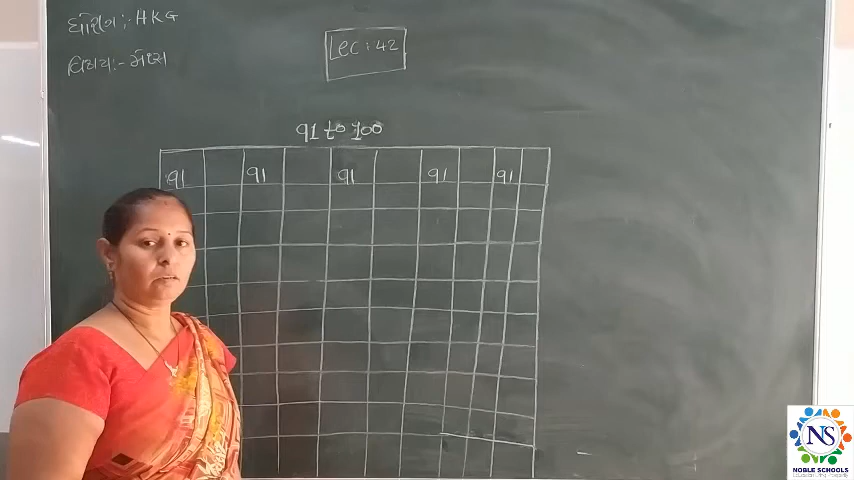 ધોરણ :- HKG
વિષય :- મેથ્સ
Lec : 42
91 to 100
91 91 91 91 91
NS
NOBLE SCHOOLS